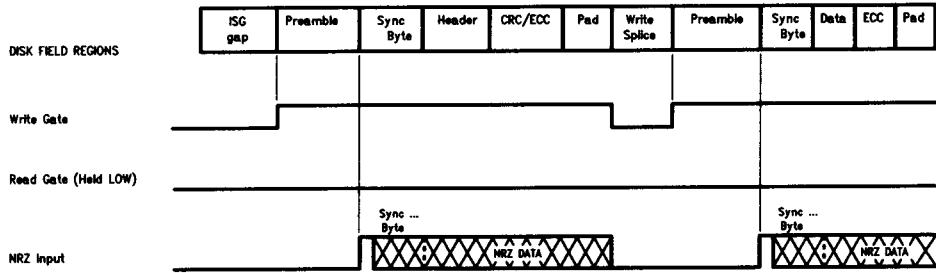 ISG gap
Preamble
Sync Byte
Header
CRC/ECC
Pad
Write Splice
Preamble
Sync Byte
Data
ECC
Pad
DISK FIELD REGIONS
Write Gate
Read Gate (Held LOW)
Sync ...
Byte
Sync ...
Byte
NRZ Input
NRZ DATA
NRZ DATA